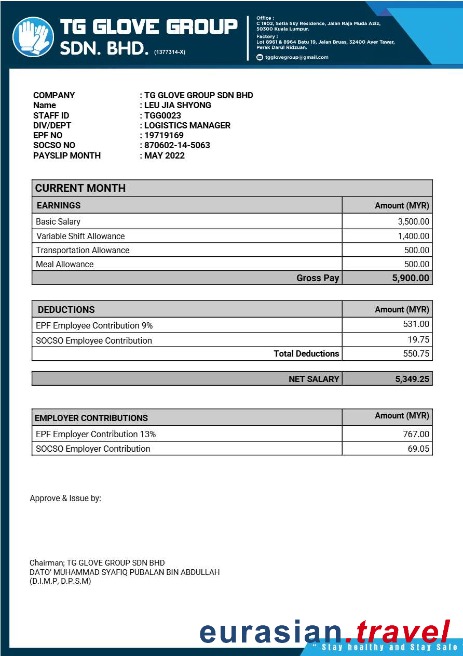 TG GLOVE GROUP
SDN. BHD. (1377314-X)
Office :
C 1902, Setia Sky Residence, Jalan Raja Muda Aziz,
50300 Kuala Lumpur.
Factory :
Lot 8961 & 8964 Batu 19, Jalan Bruas, 32400 Ayer Tawar,
Perak Darul Ridzuan.
tgglovegroup@gmail.com
COMPANY : TG GLOVE GROUP SDN BHD
Name : LEU JIA SHYONG
STAFF ID : TGG0023
DIV/DEPT : LOGISTICS MANAGER
EPF NO : 19719169
SOCSO NO : 870602-14-5063
PAYSLIP MONTH : MAY 2022
CURRENT MONTH
EARNINGS Amount (MYR)
Basic Salary 3,500.00
Variable Shift Allowance 1,400.00
Transportation Allowance 500.00
Meal Allowance 500.00
Gross Pay 5,900.00
DEDUCTIONS Amount (MYR)
EPF Employee Contribution 9% 531.00
SOCSO Employee Contribution 19.75
Total Deductions 550.75
NET SALARY 5,349.25
EMPLOYER CONTRIBUTIONS Amount (MYR)
EPF Employer Contribution 13% 767.00
SOCSO Employer Contribution 69.05
Approve & Issue by:
Chairman; TG GLOVE GROUP SDN BHD
DATO' MUHAMMAD SYAFIQ PUBALAN BIN ABDULLAH
(D.I.M.P, D.P.S.M)
eurasian.travel
" Stay healthy and Stay Safe